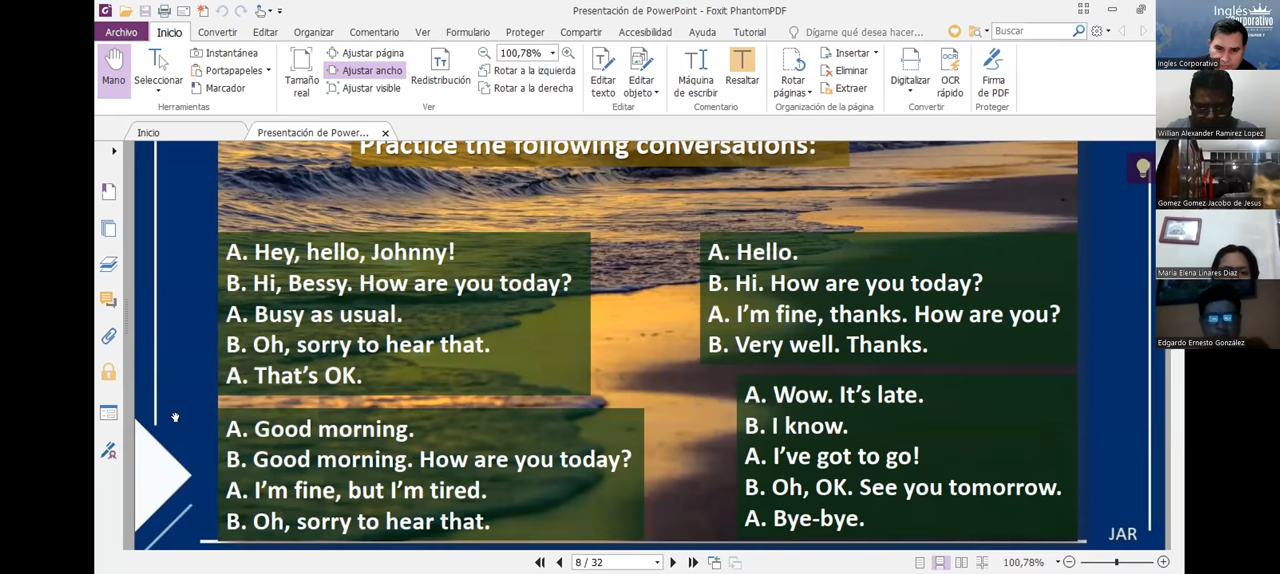 Presentación de PowerPoint - Foxit PhantomPDF
Archivo Inicio Convertir Editar Organizar Comentario Ver Formulario Proteger Compartir Accesibilidad Ayuda Tutorial Dígame qué desea hacer... Buscar
Mano
Seleccionar
Instantánea
Portapapeles
Marcador
Herramientas
Tamaño real
Ajustar página
Ajustar ancho
Ajustar visible
Redistribución
100,78%
Rotar a la izquierda
Rotar a la derecha
Ver
Editar texto
Editar objeto
Editar
Máquina de escribir
Resaltar
Comentario
Rotar páginas
Insertar
Eliminar
Extraer
Organización de la página
Digitalizar
OCR rápido
Convertir
Firma de PDF
Proteger
Inicio
Presentación de Power...
Practice the following conversations:
A. Hey, hello, Johnny!
B. Hi, Bessy. How are you today?
A. Busy as usual.
B. Oh, sorry to hear that.
A. That's OK.
A. Good morning.
B. Good morning. How are you today?
A. I'm fine, but I'm tired.
B. Oh, sorry to hear that.
A. Hello.
B. Hi. How are you today?
A. I'm fine, thanks. How are you?
B. Very well. Thanks.
A. Wow. It's late.
B. I know.
A. I've got to go!
B. Oh, OK. See you tomorrow.
A. Bye-bye.
JAR
8 / 32
100,78%
Inglés
Corporativo
Ingles Corporativo
Willian Alexander Ramirez Lopez
Gomez Gomez Jacobo de Jesus
Maria Elena Linares Diaz
Edgardo Ernesto González